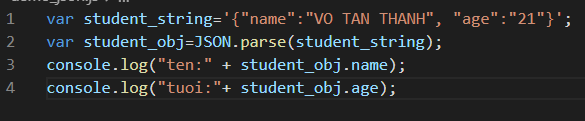 1 var student_string='{"name":"VO TAN THANH", "age":"21"}';
2 var student_obj=JSON.parse(student_string);
3 console.log("ten:" + student_obj.name);
4 console.log("tuoi:"+ student_obj.age);